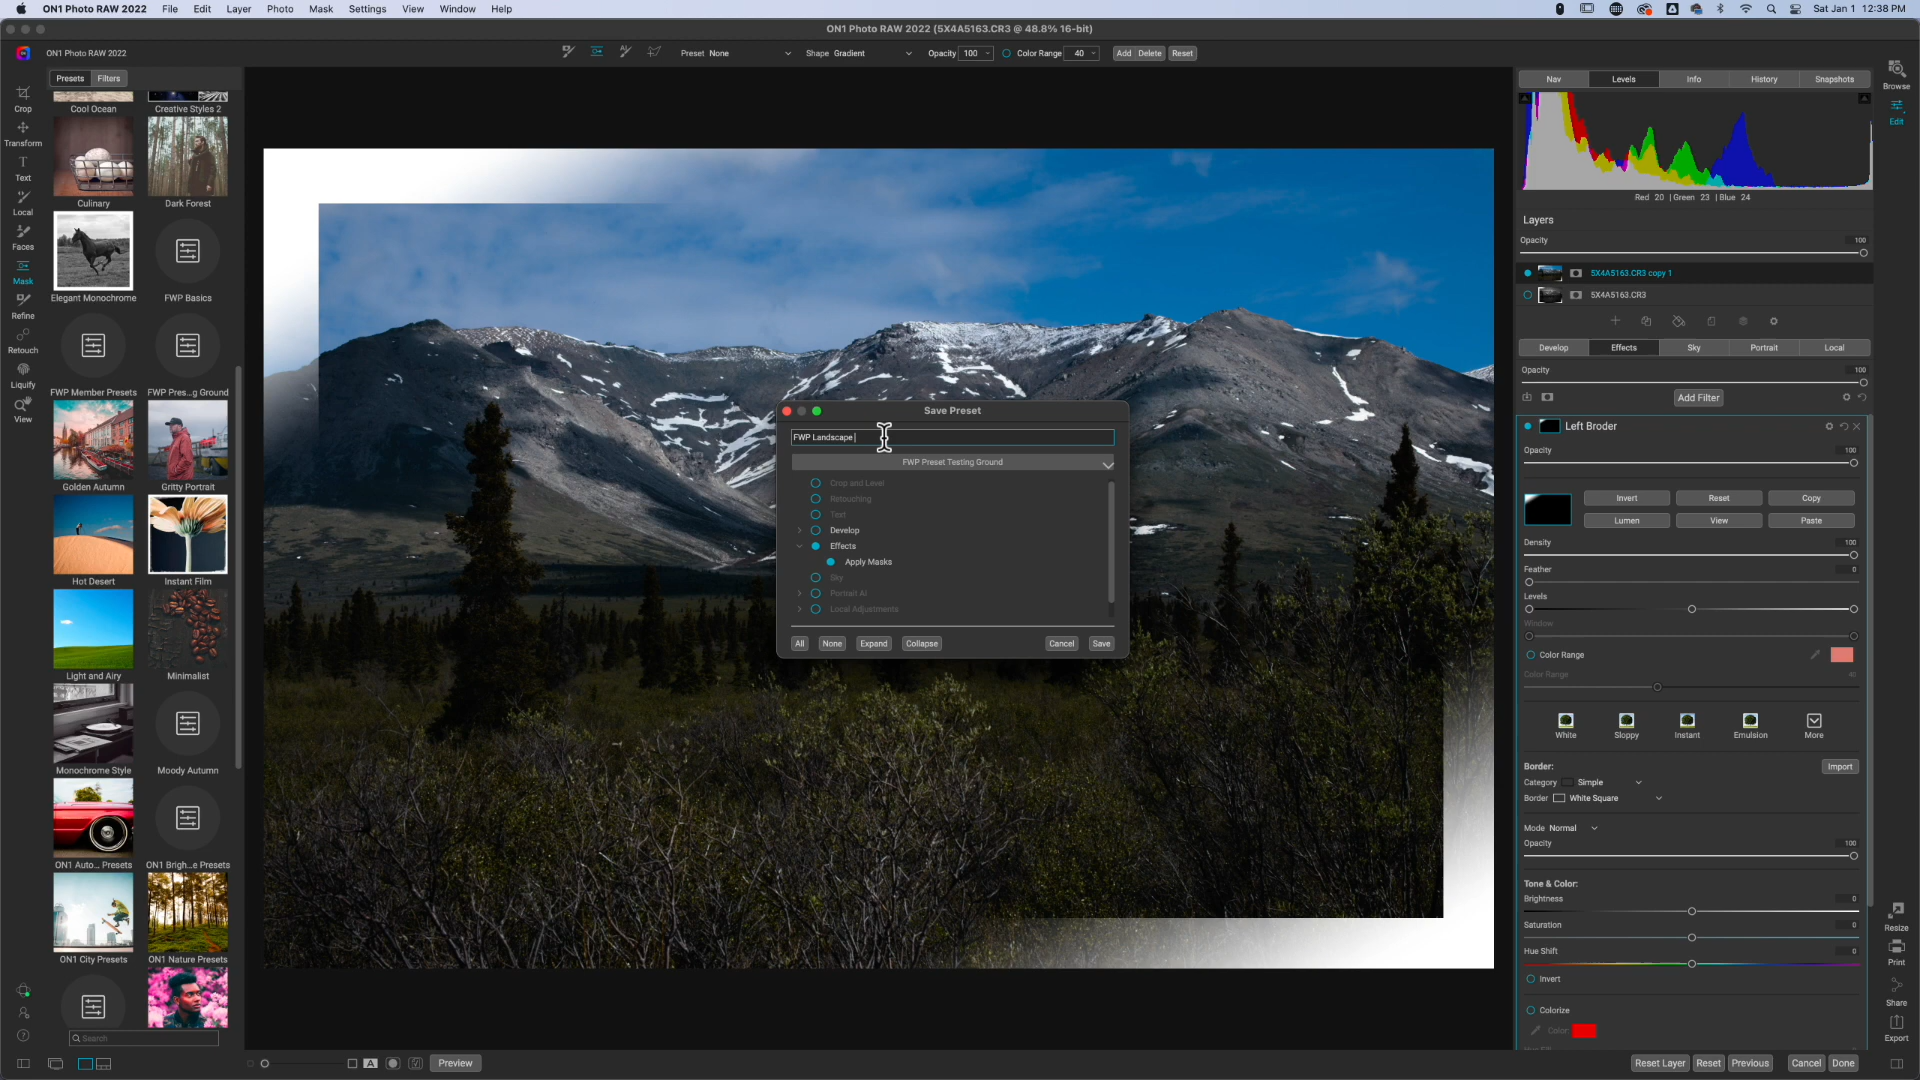 ON1 Photo RAW 2022 File Edit Layer Photo Mask Settings View Window Help Sat Jan 1 12:38 PM
ON1 Photo RAW 2022 (5X4A5163.CR3 @ 48.8% 16-bit)
ON1 Photo RAW 2022 Preset None Shape Gradient Opacity 100 Color Range 40 Add Delete Reset
Presets Filters
Crop
Transform
Text
Local
Faces
Mask
Refine
Retouch
Liquify
View
Cool Ocean Creative Styles 2
Culinary Dark Forest
Elegant Monochrome FWP Basics
FWP Member Presets FWP Pres...g Ground
Golden Autumn Gritty Portrait
Hot Desert Instant Film
Light and Airy Minimalist
Monochrome Style Moody Autumn
ON1 Auto... Presets ON1 Brigh...e Presets
ON1 City Presets ON1 Nature Presets
Search
Save Preset
FWP Landscape
FWP Preset Testing Ground
Crop and Level
Retouching
Text
Develop
Effects
Apply Masks
Sky
Portrait AI
Local Adjustments
All None Expand Collapse Cancel Save
Nav Levels Info History Snapshots
Red 20 | Green 23 | Blue 24
Layers
Opacity 100
5X4A5163.CR3 copy 1
5X4A5163.CR3
Develop Effects Sky Portrait Local
Opacity 100
Add Filter
Left Broder
Opacity 100
Invert Reset Copy
Lumen View Paste
Density 100
Feather 0
Levels
Window
Color Range
Color Range 40
White Sloppy Instant Emulsion More
Border: Import
Category Simple
Border White Square
Mode Normal
Opacity 100
Tone & Color:
Brightness 0
Saturation 0
Hue Shift 0
Invert
Colorize
Color:
Browse
Edit
Resize
Print
Share
Export
A Preview
Reset Layer Reset Previous Cancel Done